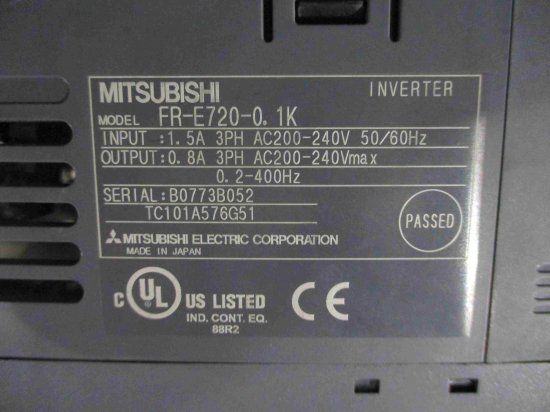 MITSUBISHI INVERTER
MODEL FR-E720-0.1K
INPUT :1.5A 3PH AC200-240V 50/60Hz
OUTPUT:0.8A 3PH AC200-240Vmax
0.2-400Hz
SERIAL:B0773B052
TC101A576G51
PASSED
MITSUBISHI ELECTRIC CORPORATION
MADE IN JAPAN
C UL US LISTED CE
IND. CONT. EQ.
88R2